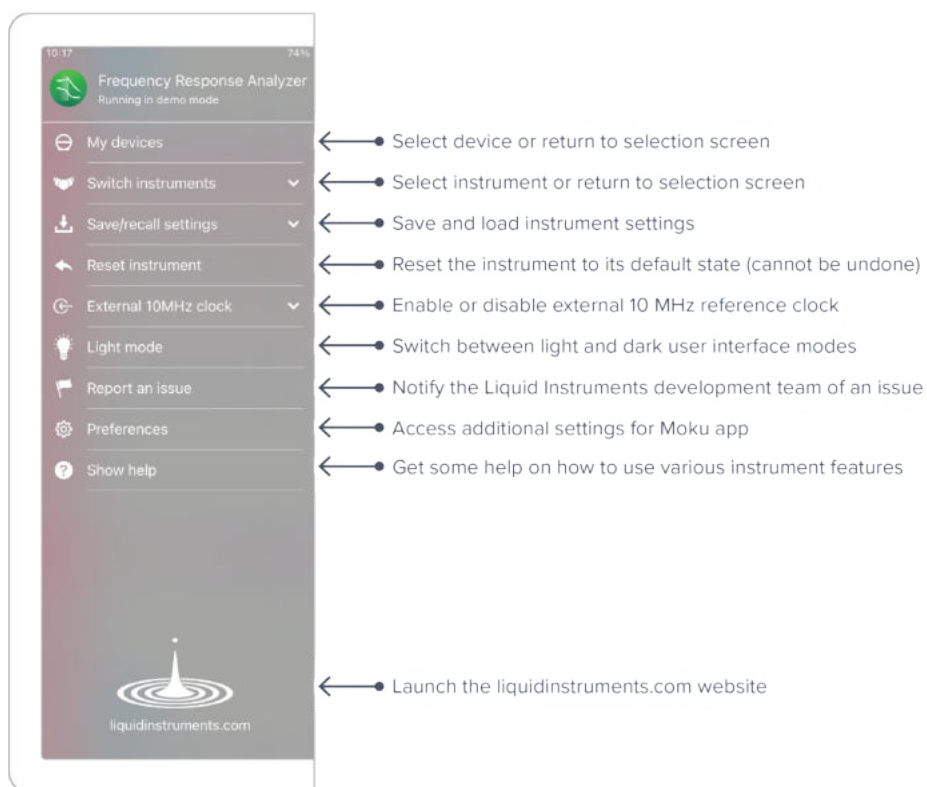 10:17 74%
Frequency Response Analyzer
Running in demo mode
My devices
Select device or return to selection screen
Switch instruments
Select instrument or return to selection screen
Save/recall settings
Save and load instrument settings
Reset instrument
Reset the instrument to its default state (cannot be undone)
External 10MHz clock
Enable or disable external 10 MHz reference clock
Light mode
Switch between light and dark user interface modes
Report an issue
Notify the Liquid Instruments development team of an issue
Preferences
Access additional settings for Moku app
? Show help
Get some help on how to use various instrument features
Launch the liquidinstruments.com website
liquidinstruments.com